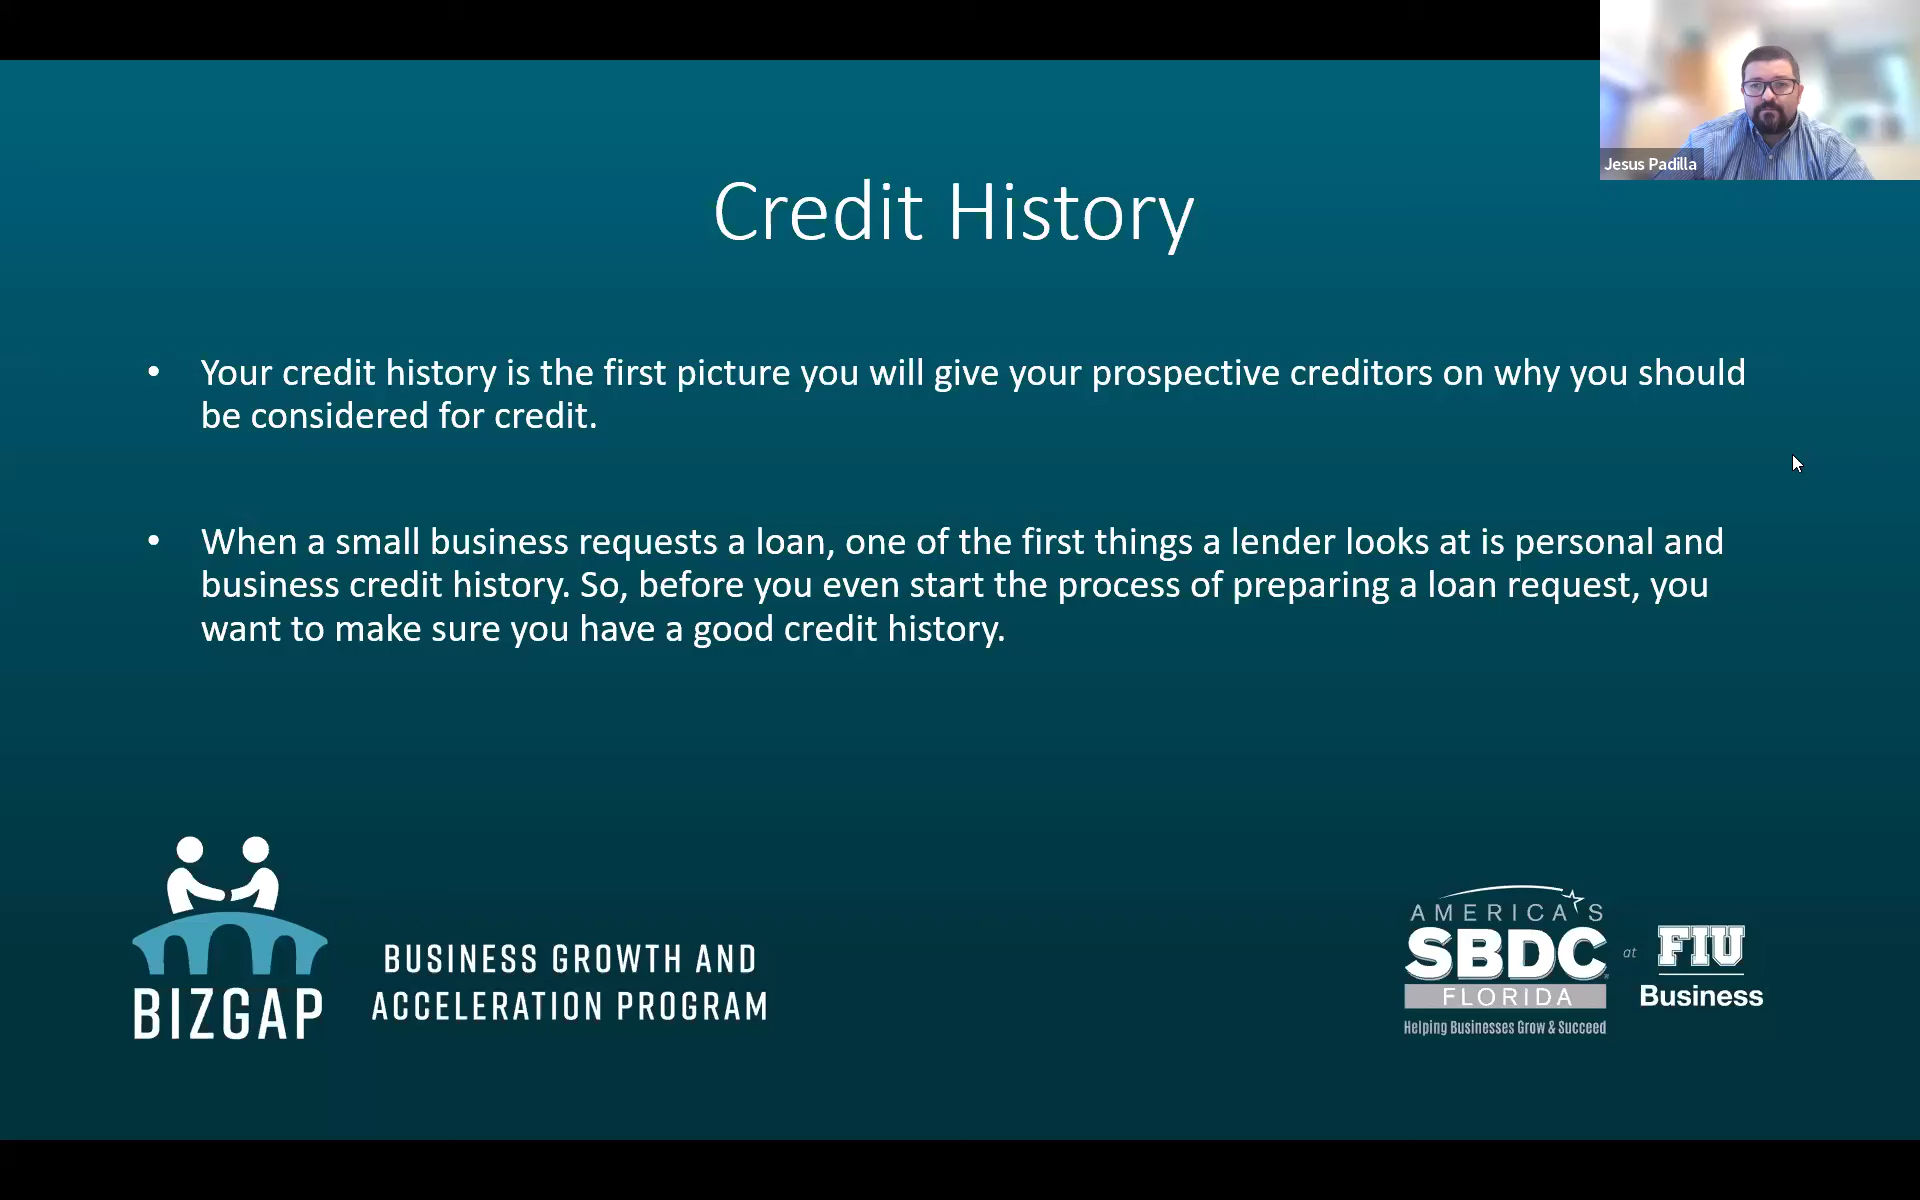 Jesus Padilla
Credit History
• Your credit history is the first picture you will give your prospective creditors on why you should
be considered for credit.
• When a small business requests a loan, one of the first things a lender looks at is personal and
business credit history. So, before you even start the process of preparing a loan request, you
want to make sure you have a good credit history.
BIZGAP
BUSINESS GROWTH AND
ACCELERATION PROGRAM
AMERICA'S
SBDC
FLORIDA
Helping Businesses Grow & Succeed
at
FIU
Business